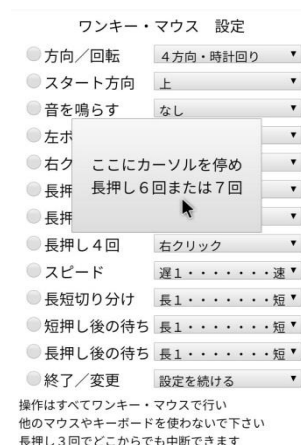 ワンキー・マウス 設定
方向／回転 4方向・時計回り
スタート方向 上
音を鳴らす なし
左ボ
右ク
長押
長押
ここにカーソルを停め
長押し６回または７回
長押し４回 右クリック
スピード 遅１・・・・・・・速
長短切り分け 長１・・・・・・・短
短押し後の待ち 長１・・・・・・・短
長押し後の待ち 長１・・・・・・・短
終了／変更 設定を続ける
操作はすべてワンキー・マウスで行い
他のマウスやキーボードを使わないで下さい
長押し３回でどこからでも中断できます